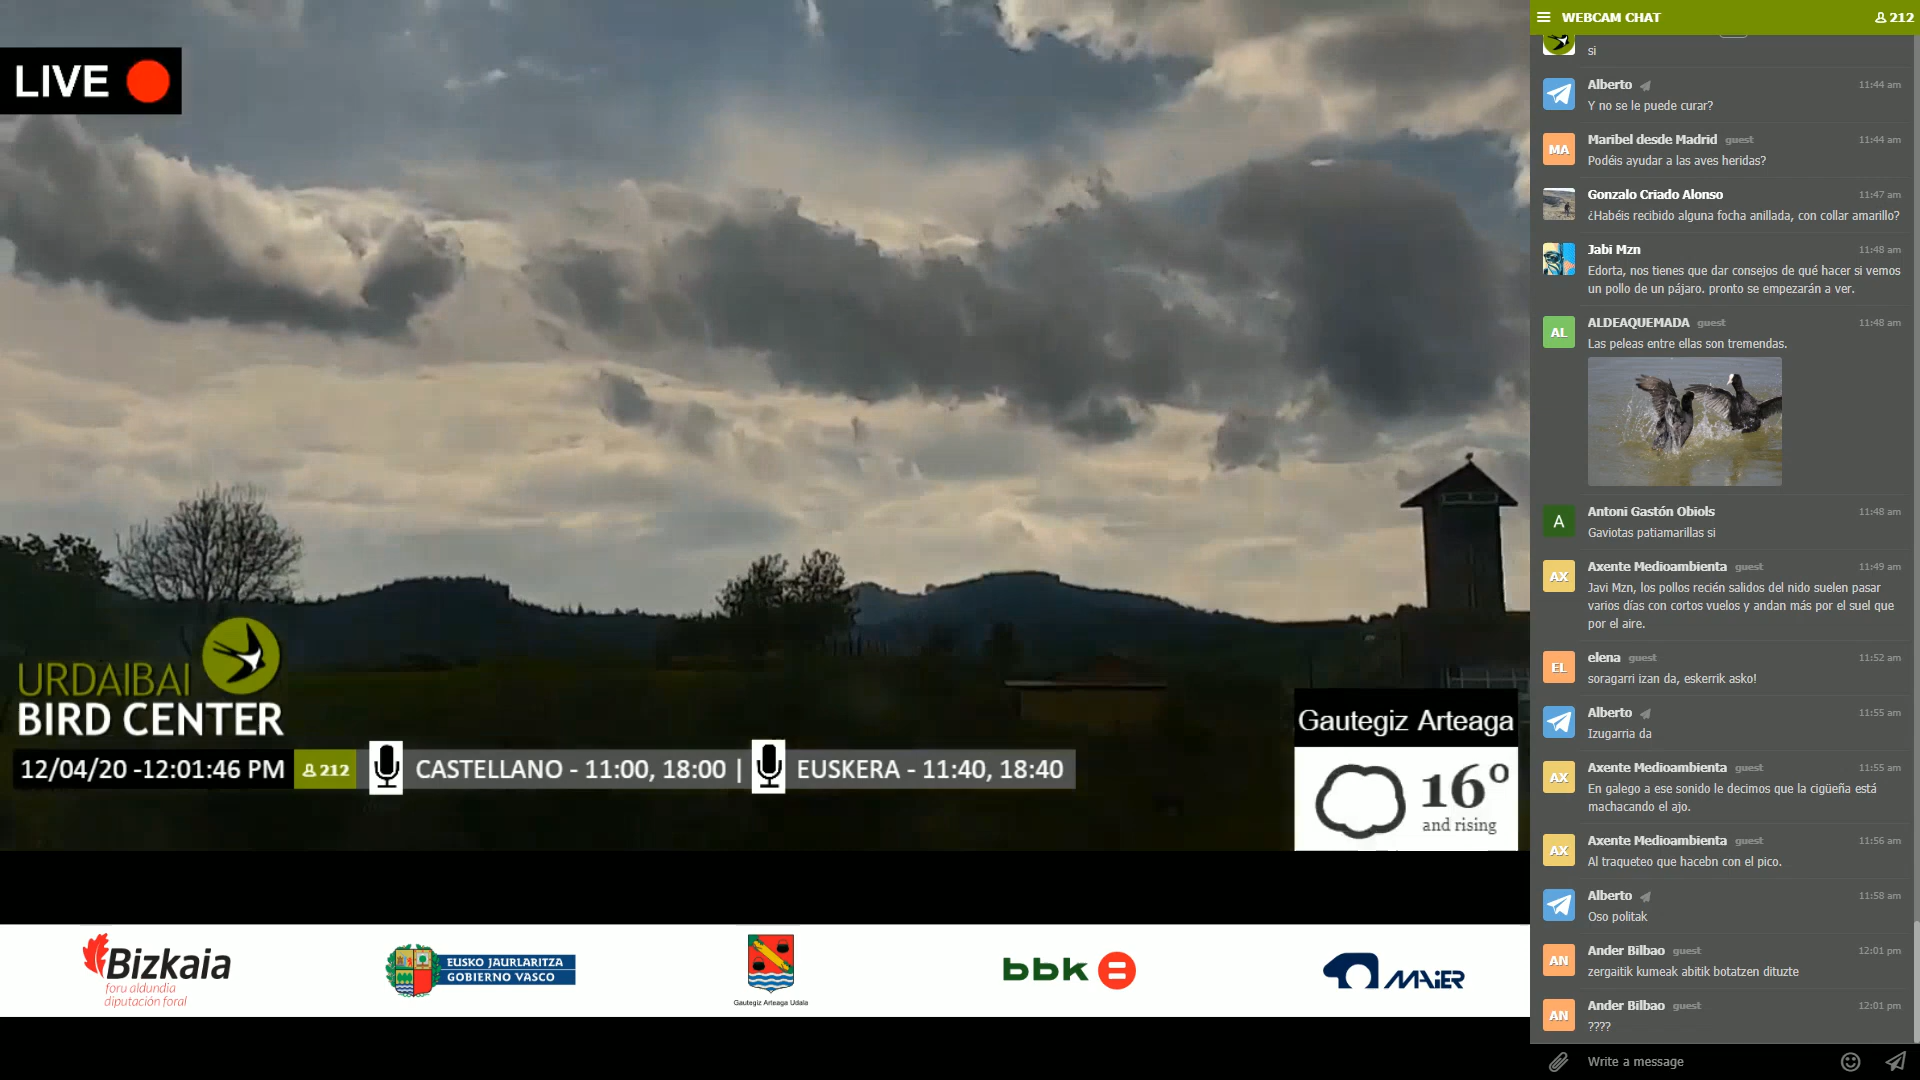 LIVE
URDAIBAI
BIRD CENTER
12/04/20 -12:01:46 PM
212
CASTELLANO - 11:00, 18:00 |
EUSKERA - 11:40, 18:40
Gautegiz Arteaga
16º
and rising
Bizkaia
foru aldundia
diputación foral
EUSKO JAURLARITZA
GOBIERNO VASCO
Gautegiz Arteaga Udala
bbk
MAIER
WEBCAM CHAT
212
si
Alberto
11:44 am
Y no se le puede curar?
MA
Maribel desde Madrid guest
11:44 am
Podéis ayudar a las aves heridas?
Gonzalo Criado Alonso
11:47 am
¿Habéis recibido alguna focha anillada, con collar amarillo?
Jabi Mzn
11:48 am
Edorta, nos tienes que dar consejos de qué hacer si vemos
un pollo de un pájaro. pronto se empezarán a ver.
AL
ALDEAQUEMADA guest
11:48 am
Las peleas entre ellas son tremendas.
A
Antoni Gastón Obiols
11:48 am
Gaviotas patiamarillas si
AX
Axente Medioambienta guest
11:49 am
Javi Mzn, los pollos recién salidos del nido suelen pasar
varios días con cortos vuelos y andan más por el suel que
por el aire.
EL
elena guest
11:52 am
soragarri izan da, eskerrik asko!
Alberto
11:55 am
Izugarria da
AX
Axente Medioambienta guest
11:55 am
En galego a ese sonido le decimos que la cigüeña está
machacando el ajo.
AX
Axente Medioambienta guest
11:56 am
Al traqueteo que hacebn con el pico.
Alberto
11:58 am
Oso politak
AN
Ander Bilbao guest
12:01 pm
zergaitik kumeak abitik botatzen dituzte
AN
Ander Bilbao guest
12:01 pm
????
Write a message